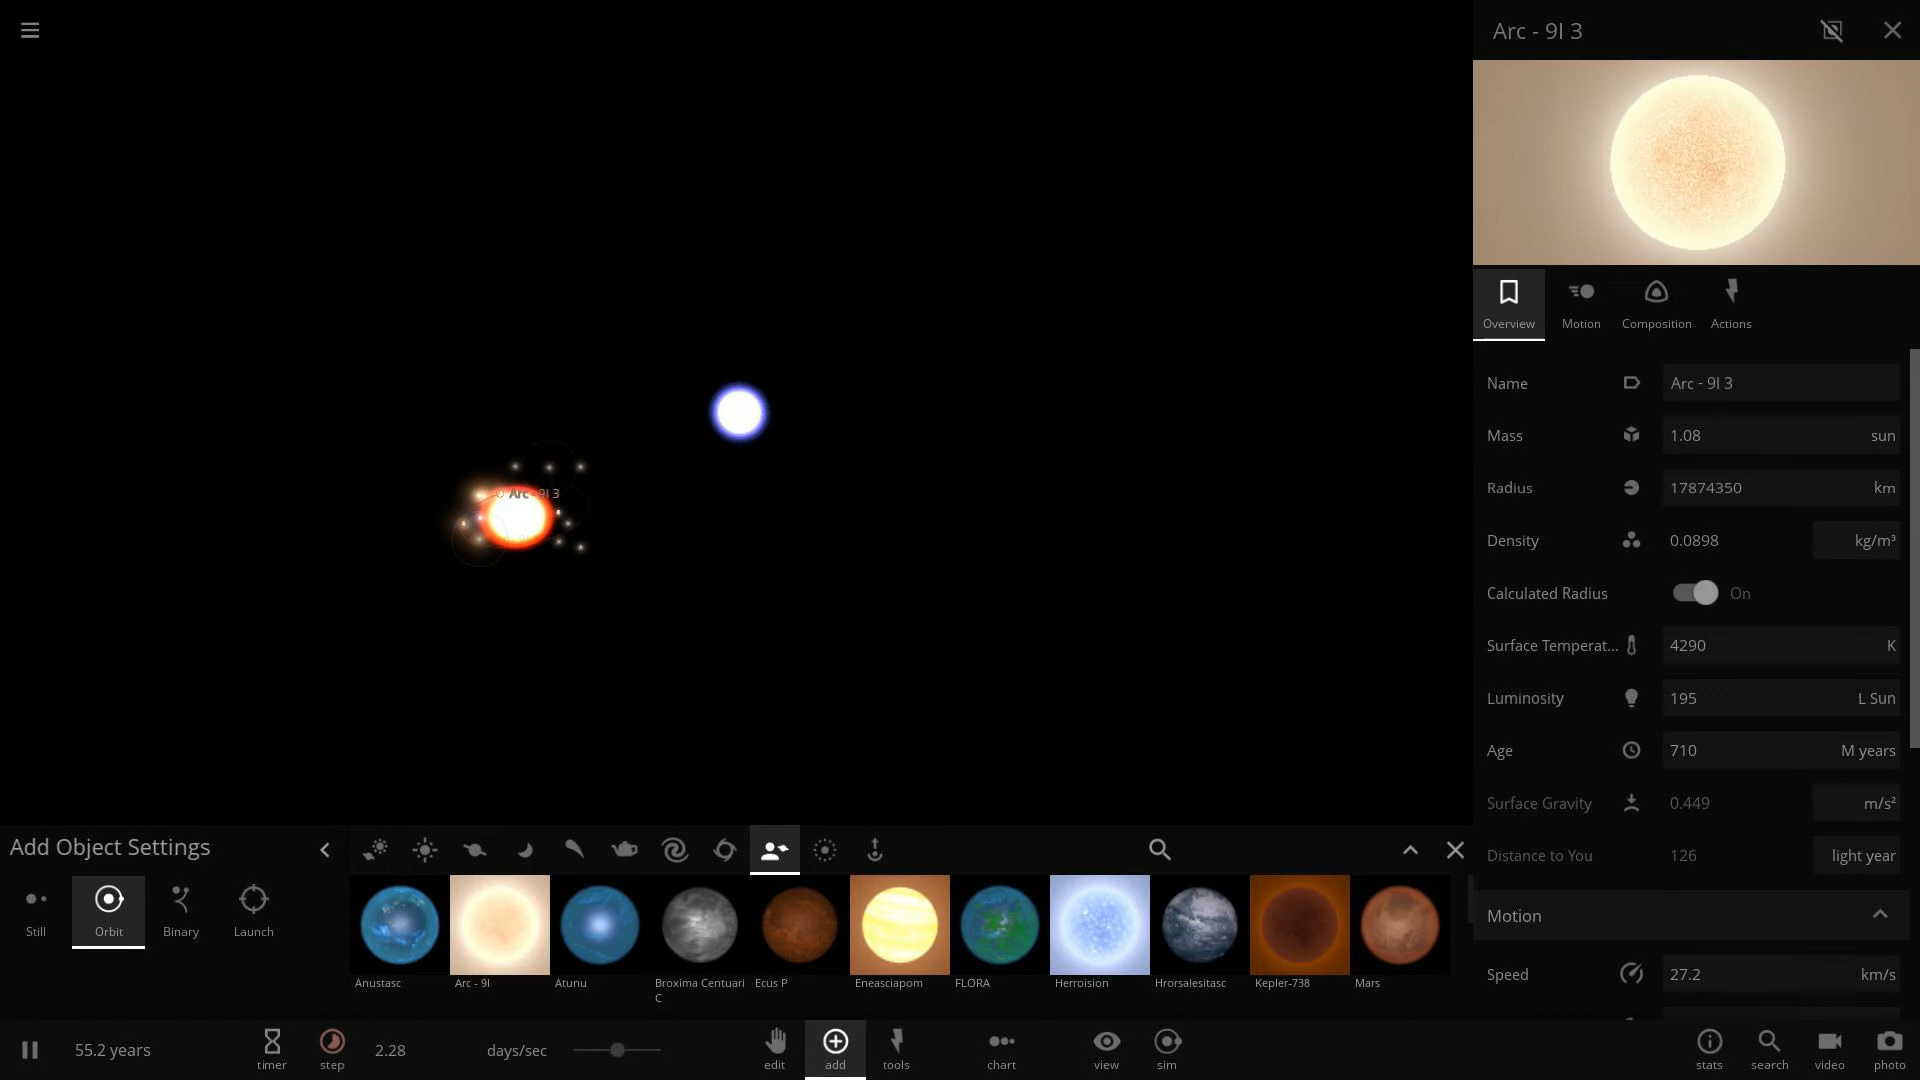 Arc - 9I 3
Arc - 9I 3
Overview
Motion
Composition
Actions
Name
Arc - 9I 3
Mass
1.08
sun
Radius
17874350
km
Density
0.0898
kg/m³
Calculated Radius
On
Surface Temperat...
4290
K
Luminosity
195
L Sun
Age
710
M years
Surface Gravity
0.449
m/s²
Distance to You
126
light year
Motion
Speed
27.2
km/s
Add Object Settings
Still
Orbit
Binary
Launch
Anustasc
Arc - 9I
Atunu
Broxima Centuari
C
Ecus P
Eneasciapom
FLORA
Herroision
Hrorsalesitasc
Kepler-738
Mars
55.2 years
timer
step
2.28
days/sec
edit
add
tools
chart
view
sim
stats
search
video
photo